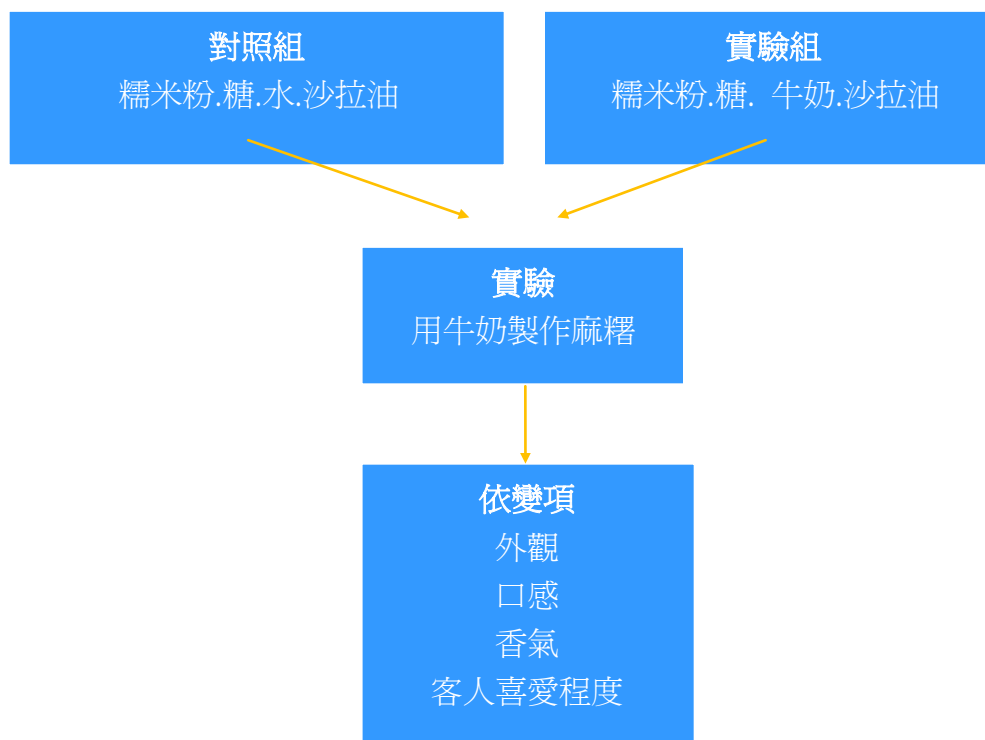 對照組
糯米粉.糖.水.沙拉油
實驗組
糯米粉.糖. 牛奶.沙拉油
實驗
用牛奶製作麻糬
依變項
外觀
口感
香氣
客人喜愛程度